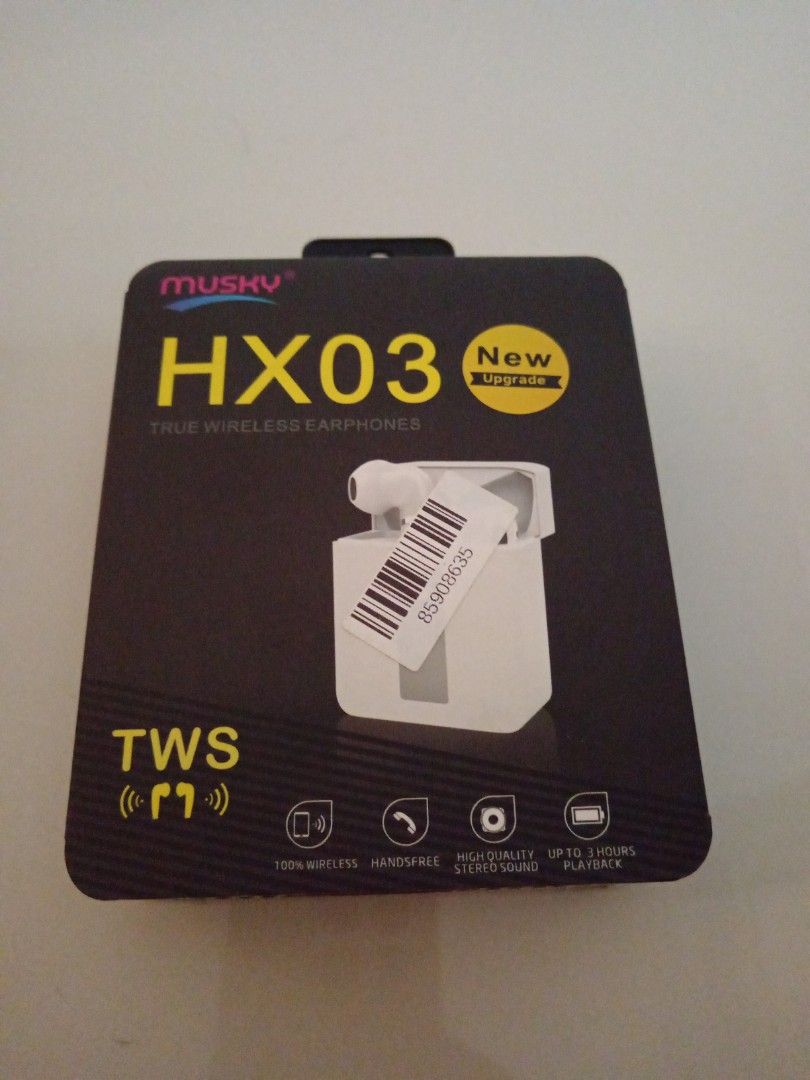 MUSKY®
HX03
New
Upgrade
TRUE WIRELESS EARPHONES
85908635
TWS
100% WIRELESS
HANDSFREE
HIGH QUALITY
STEREO SOUND
UP TO 3 HOURS
PLAYBACK